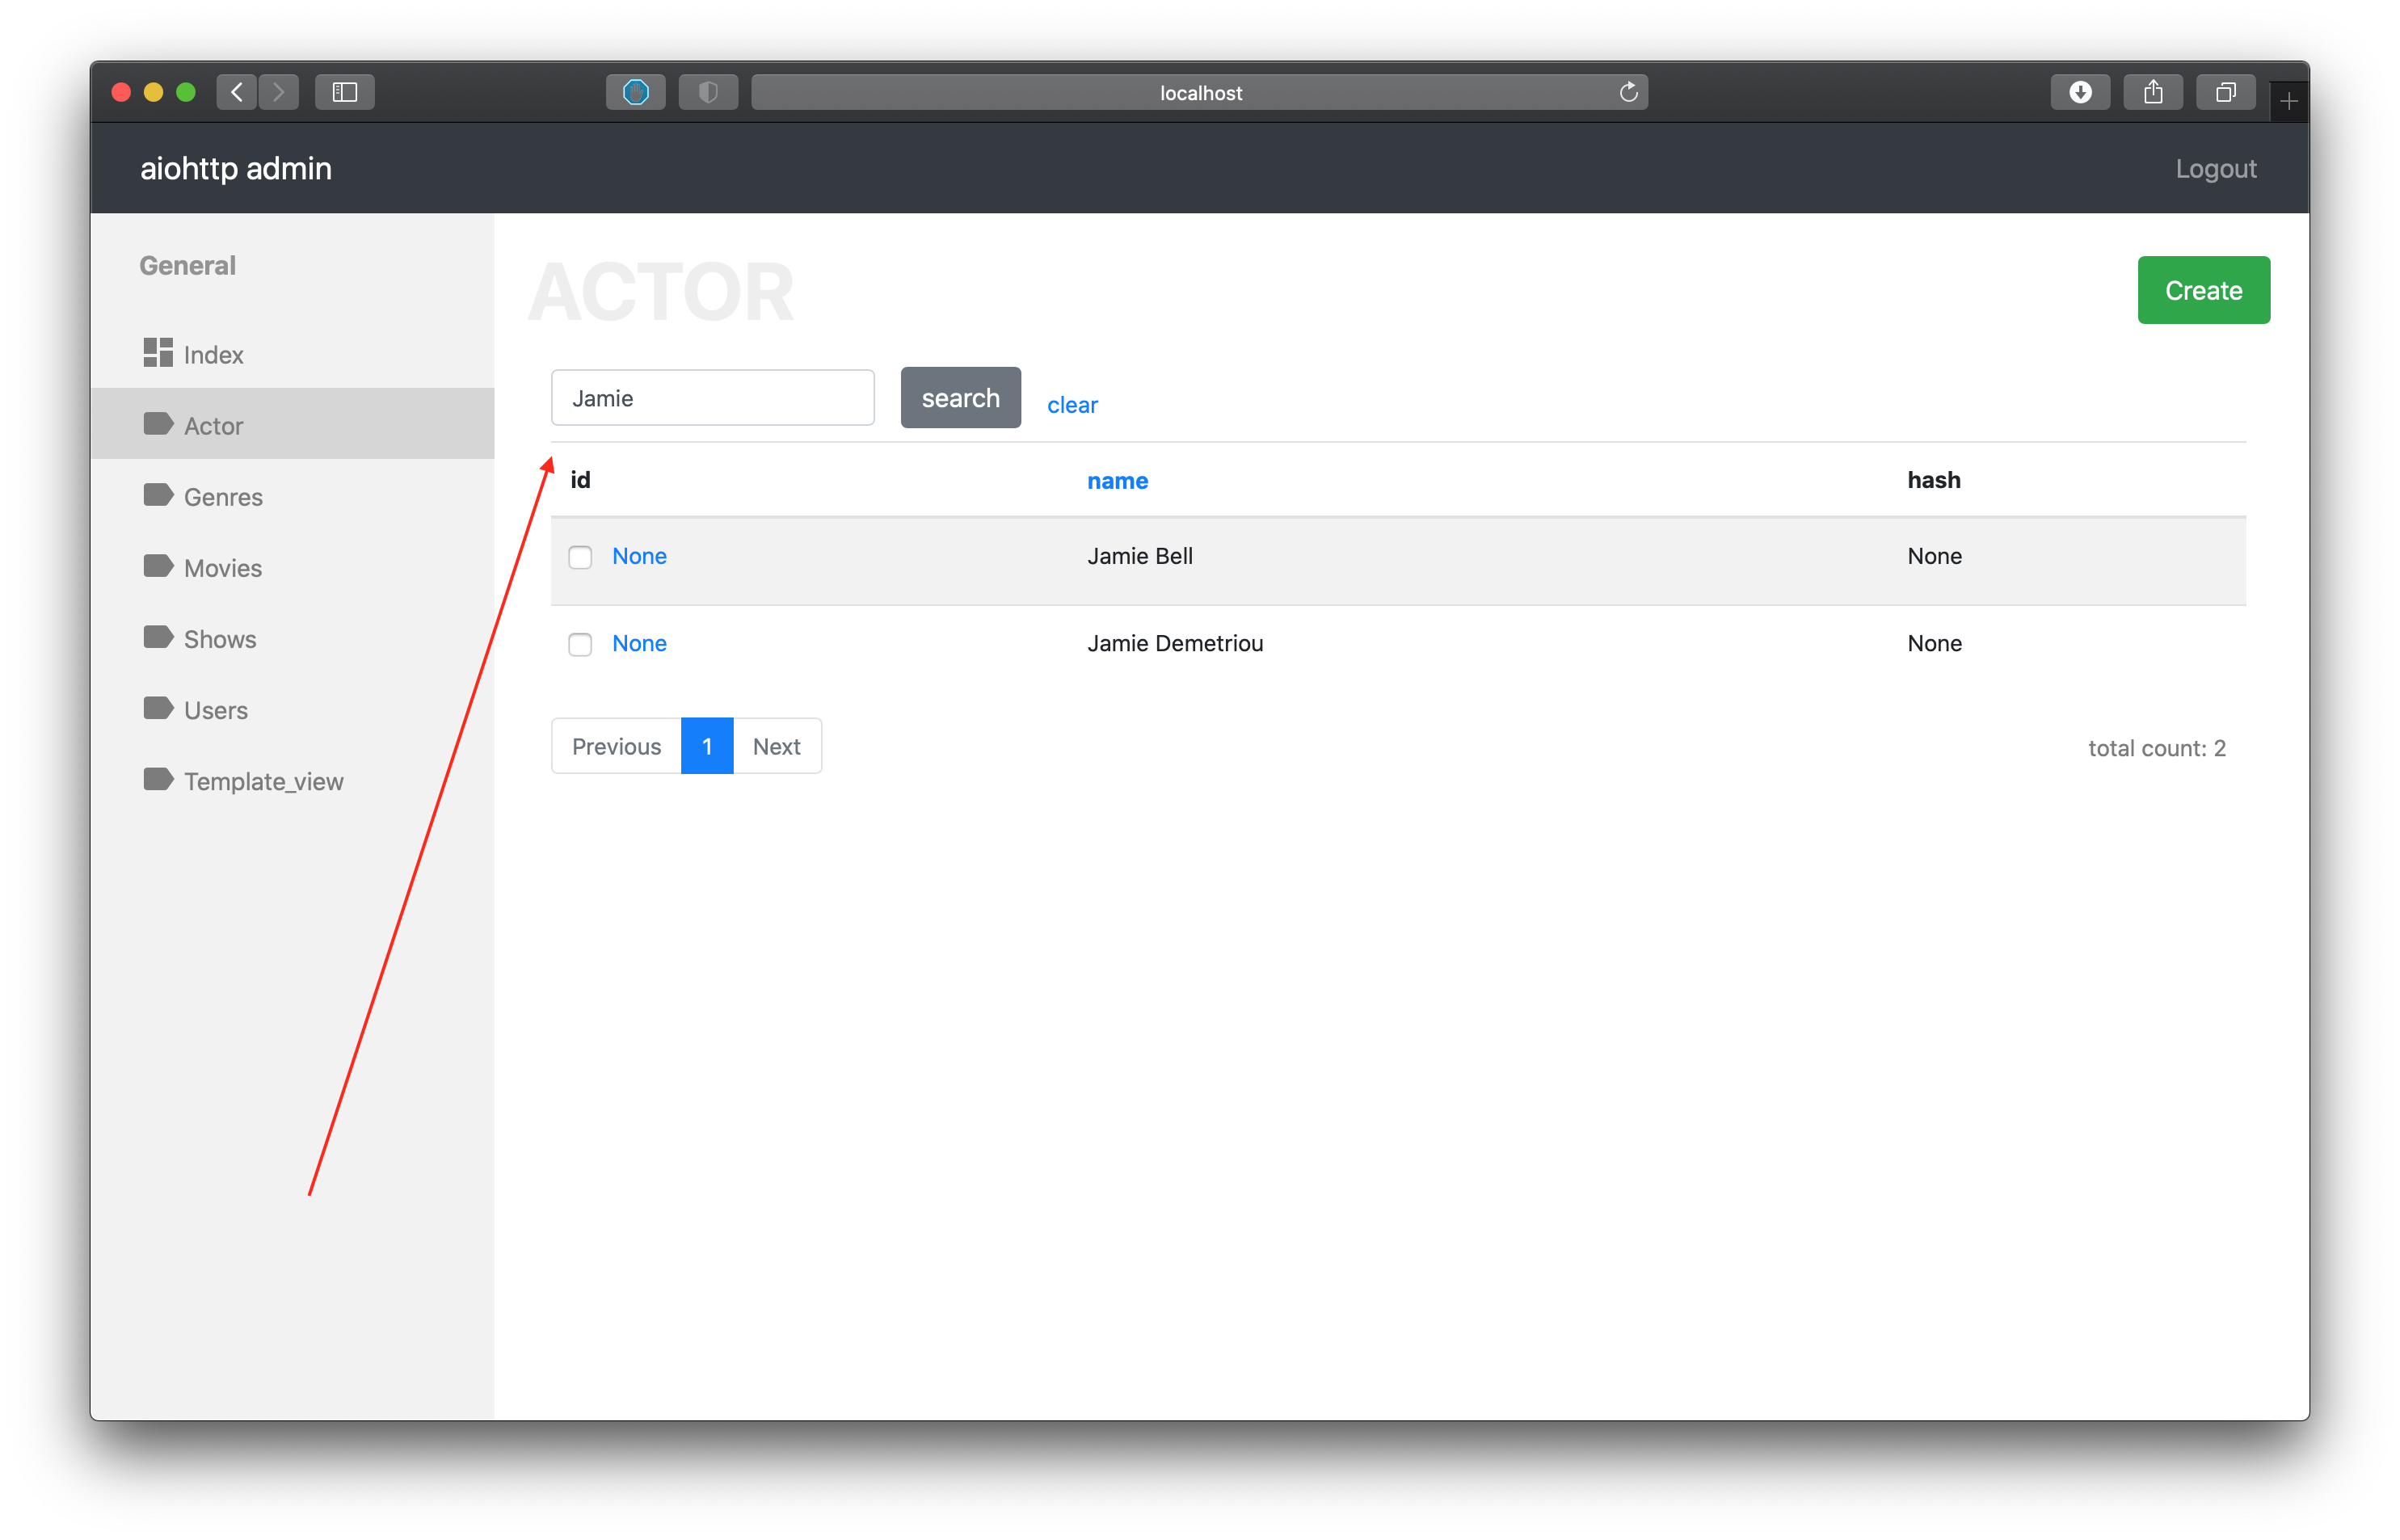 localhost
aiohttp admin
Logout
General
Index
Actor
Genres
Movies
Shows
Users
Template_view
ACTOR
Create
Jamie
search
clear
id name hash
None Jamie Bell None
None Jamie Demetriou None
Previous 1 Next
total count: 2